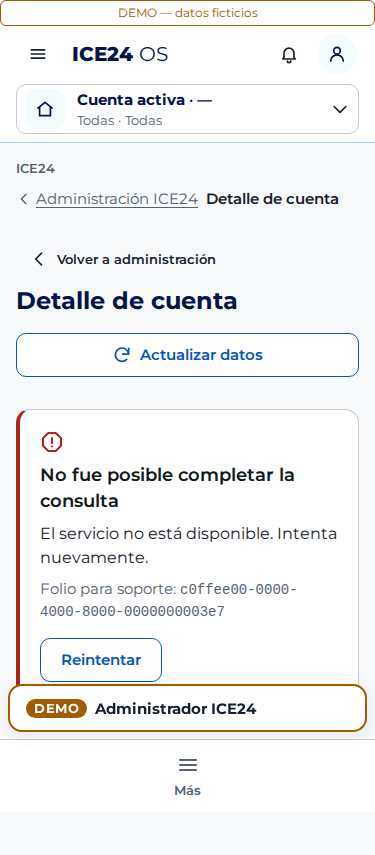 DEMO — datos ficticios
ICE24 OS
Cuenta activa · —
Todas · Todas
ICE24
Administración ICE24 Detalle de cuenta
Volver a administración
Detalle de cuenta
Actualizar datos
No fue posible completar la
consulta
El servicio no está disponible. Intenta
nuevamente.
Folio para soporte: c0ffee00-0000-
4000-8000-0000000003e7
Reintentar
DEMO Administrador ICE24
Más